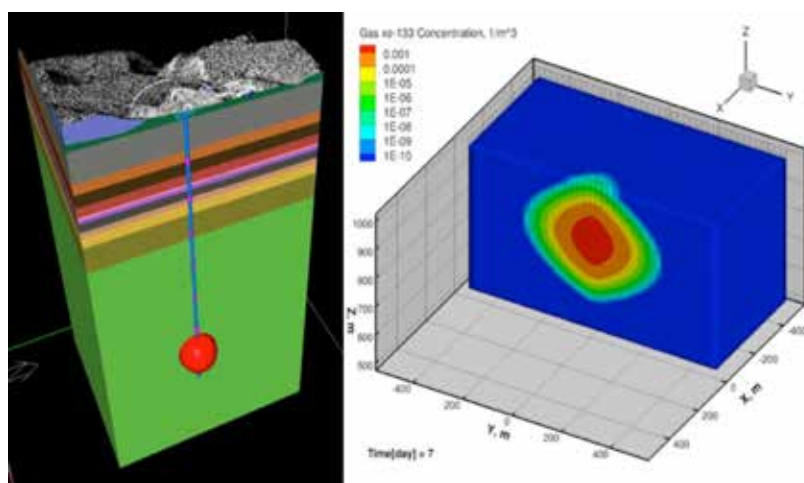 Gas xe-133 Concentration, 1/m^3
0.001
0.0001
1E-05
1E-06
1E-07
1E-08
1E-09
1E-10
Z
X
Y
1000
900
800
700
600
500
Z, m
-400
-200
0
200
400
Y, m
-400
-200
0
200
400
X, m
Time[day] = 7